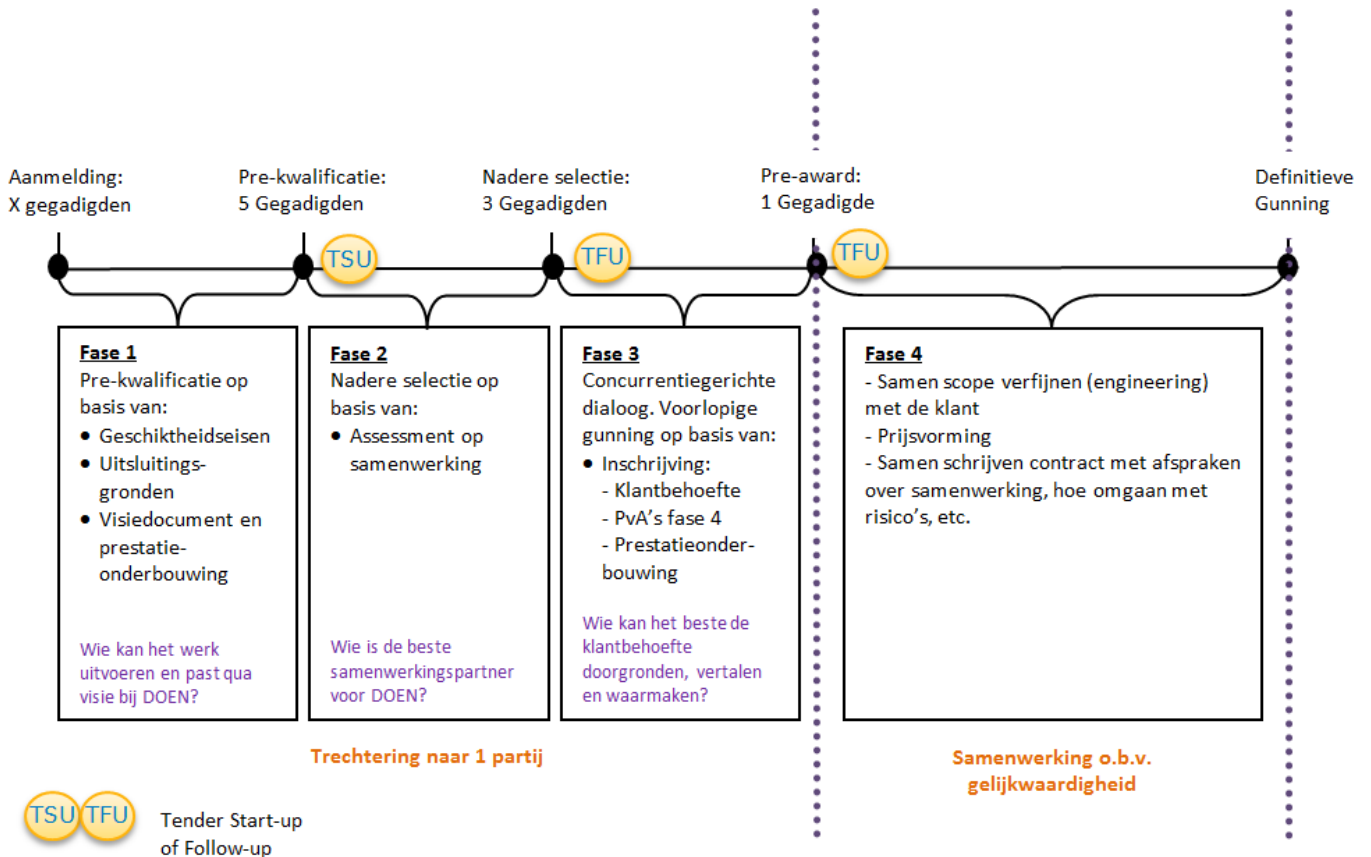 Aanmelding:
X gegadigden
Pre-kwalificatie:
5 Gegadigden
Nadere selectie:
3 Gegadigden
Pre-award:
1 Gegadigde
Definitieve
Gunning
TSU
TFU
TFU
Fase 1
Pre-kwalificatie op
basis van:
• Geschiktheidseisen
• Uitsluitings-
gronden
• Visiedocument en
prestatie-
onderbouwing
Wie kan het werk
uitvoeren en past qua
visie bij DOEN?
Fase 2
Nadere selectie op
basis van:
• Assessment op
samenwerking
Wie is de beste
samenwerkingspartner
voor DOEN?
Fase 3
Concurrentiegerichte
dialoog. Voorlopige
gunning op basis van:
• Inschrijving:
- Klantbehoefte
- PvA's fase 4
- Prestatieonder-
bouwing
Wie kan het beste de
klantbehoefte
doorgronden, vertalen
en waarmaken?
Fase 4
- Samen scope verfijnen (engineering)
met de klant
- Prijsvorming
- Samen schrijven contract met afspraken
over samenwerking, hoe omgaan met
risico's, etc.
Trechtering naar 1 partij
Samenwerking o.b.v.
gelijkwaardigheid
TSU TFU
Tender Start-up
of Follow-up